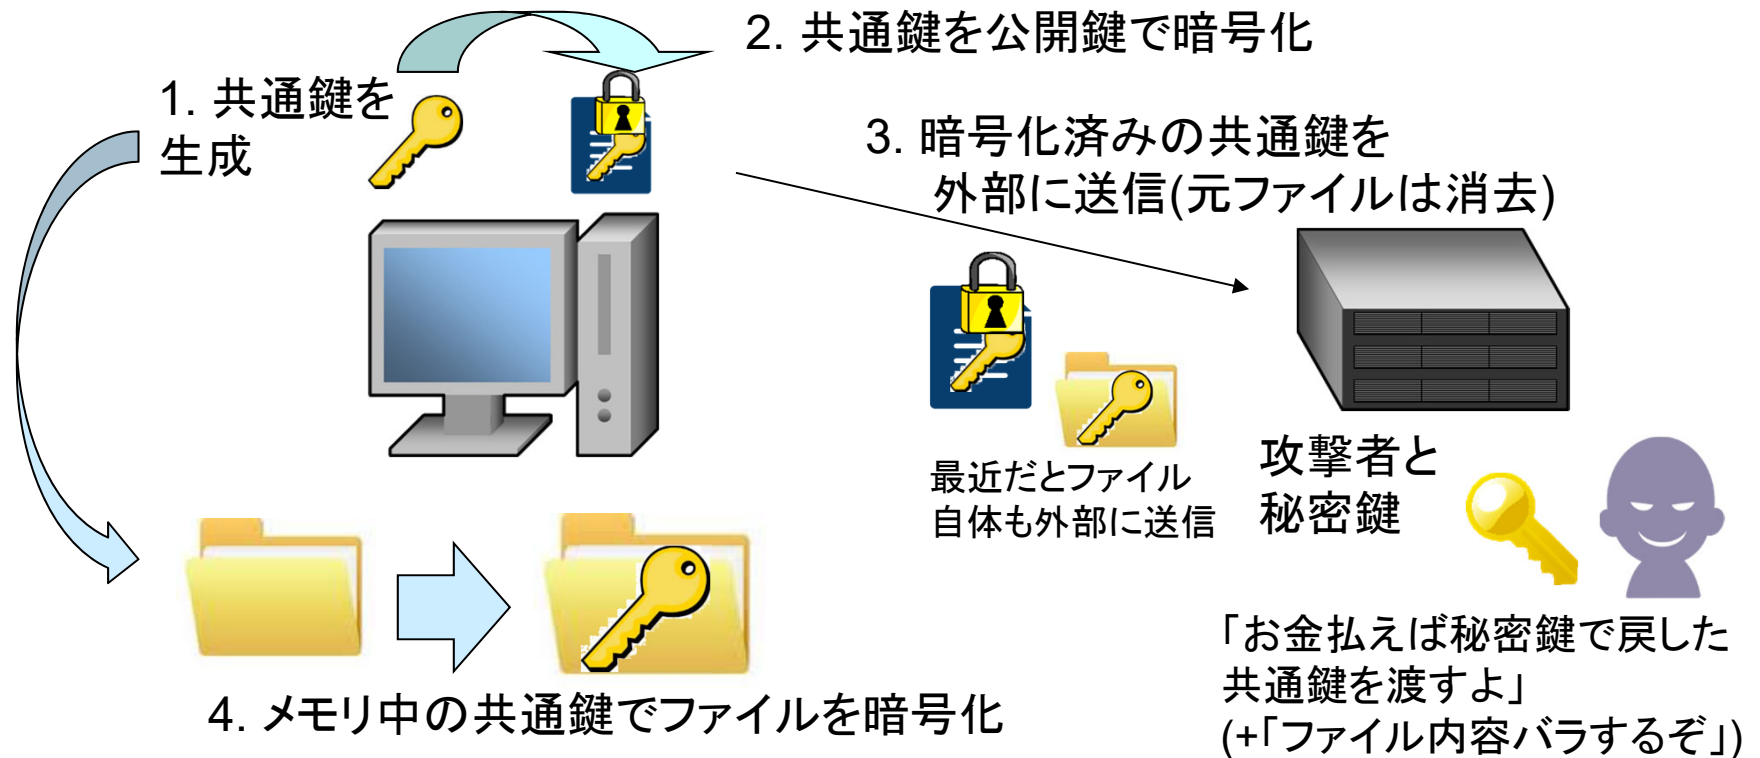 2. 共通鍵を公開鍵で暗号化
1. 共通鍵を
生成
3. 暗号化済みの共通鍵を
外部に送信(元ファイルは消去)
最近だとファイル
自体も外部に送信
攻撃者と
秘密鍵
4. メモリ中の共通鍵でファイルを暗号化
「お金払えば秘密鍵で戻した
共通鍵を渡すよ」
(+「ファイル内容バラするぞ」)